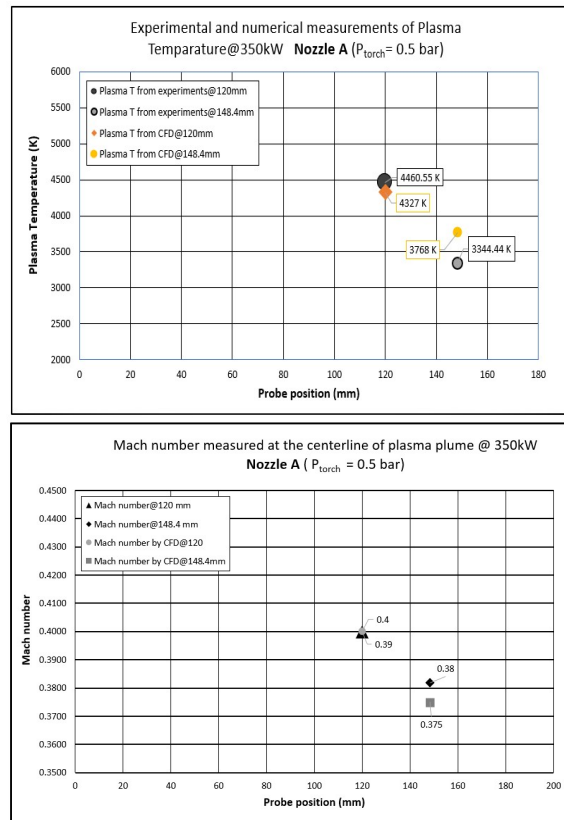 Experimental and numerical measurements of Plasma
Temparature@350kW Nozzle A (Ptorch= 0.5 bar)
6000
5500
5000
4500
4000
3500
3000
2500
2000
Plasma Temperature (K)
Plasma T from experiments@120mm
Plasma T from experiments@148.4mm
Plasma T from CFD@120mm
Plasma T from CFD@148.4mm
4460.55 K
4327 K
3768 K
3344.44 K
0 20 40 60 80 100 120 140 160 180
Probe position (mm)
Mach number measured at the centerline of plasma plume @ 350kW
Nozzle A ( Ptorch = 0.5 bar)
0.4500
0.4400
0.4300
0.4200
0.4100
0.4000
0.3900
0.3800
0.3700
0.3600
0.3500
Mach number
Mach number@120 mm
Mach number@148.4 mm
Mach number by CFD@120
Mach number by CFD@148.4mm
0.4
0.39
0.38
0.375
0 20 40 60 80 100 120 140 160 180 200
Probe position (mm)